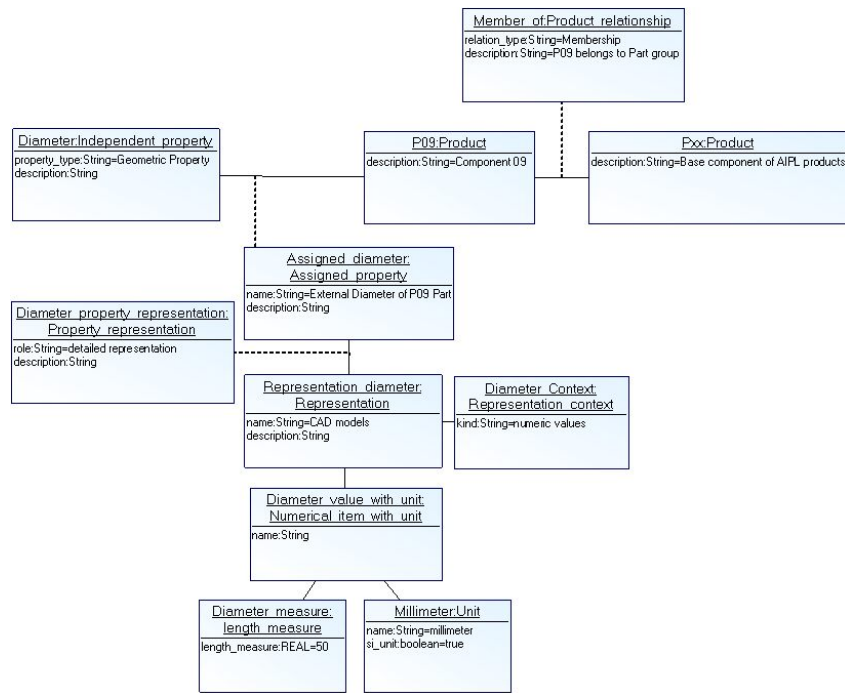 Member of:Product relationship
relation_type:String=Membership
description:String=P09 belongs to Part group
Diameter:Independent property
property_type:String=Geometric Property
description:String
P09:Product
description:String=Component 09
Pxx:Product
description:String=Base component of AIPL products
Assigned diameter:
Assigned property
name:String=External Diameter of P09 Part
description:String
Diameter property representation:
Property representation
role:String=detailed representation
description:String
Representation diameter:
Representation
name:String=CAD models
description:String
Diameter Context:
Representation context
kind:String=numeric values
Diameter value with unit:
Numerical item with unit
name:String
Diameter measure:
length measure
length_measure:REAL=50
Millimeter:Unit
name:String=millimeter
si_unit:boolean=true